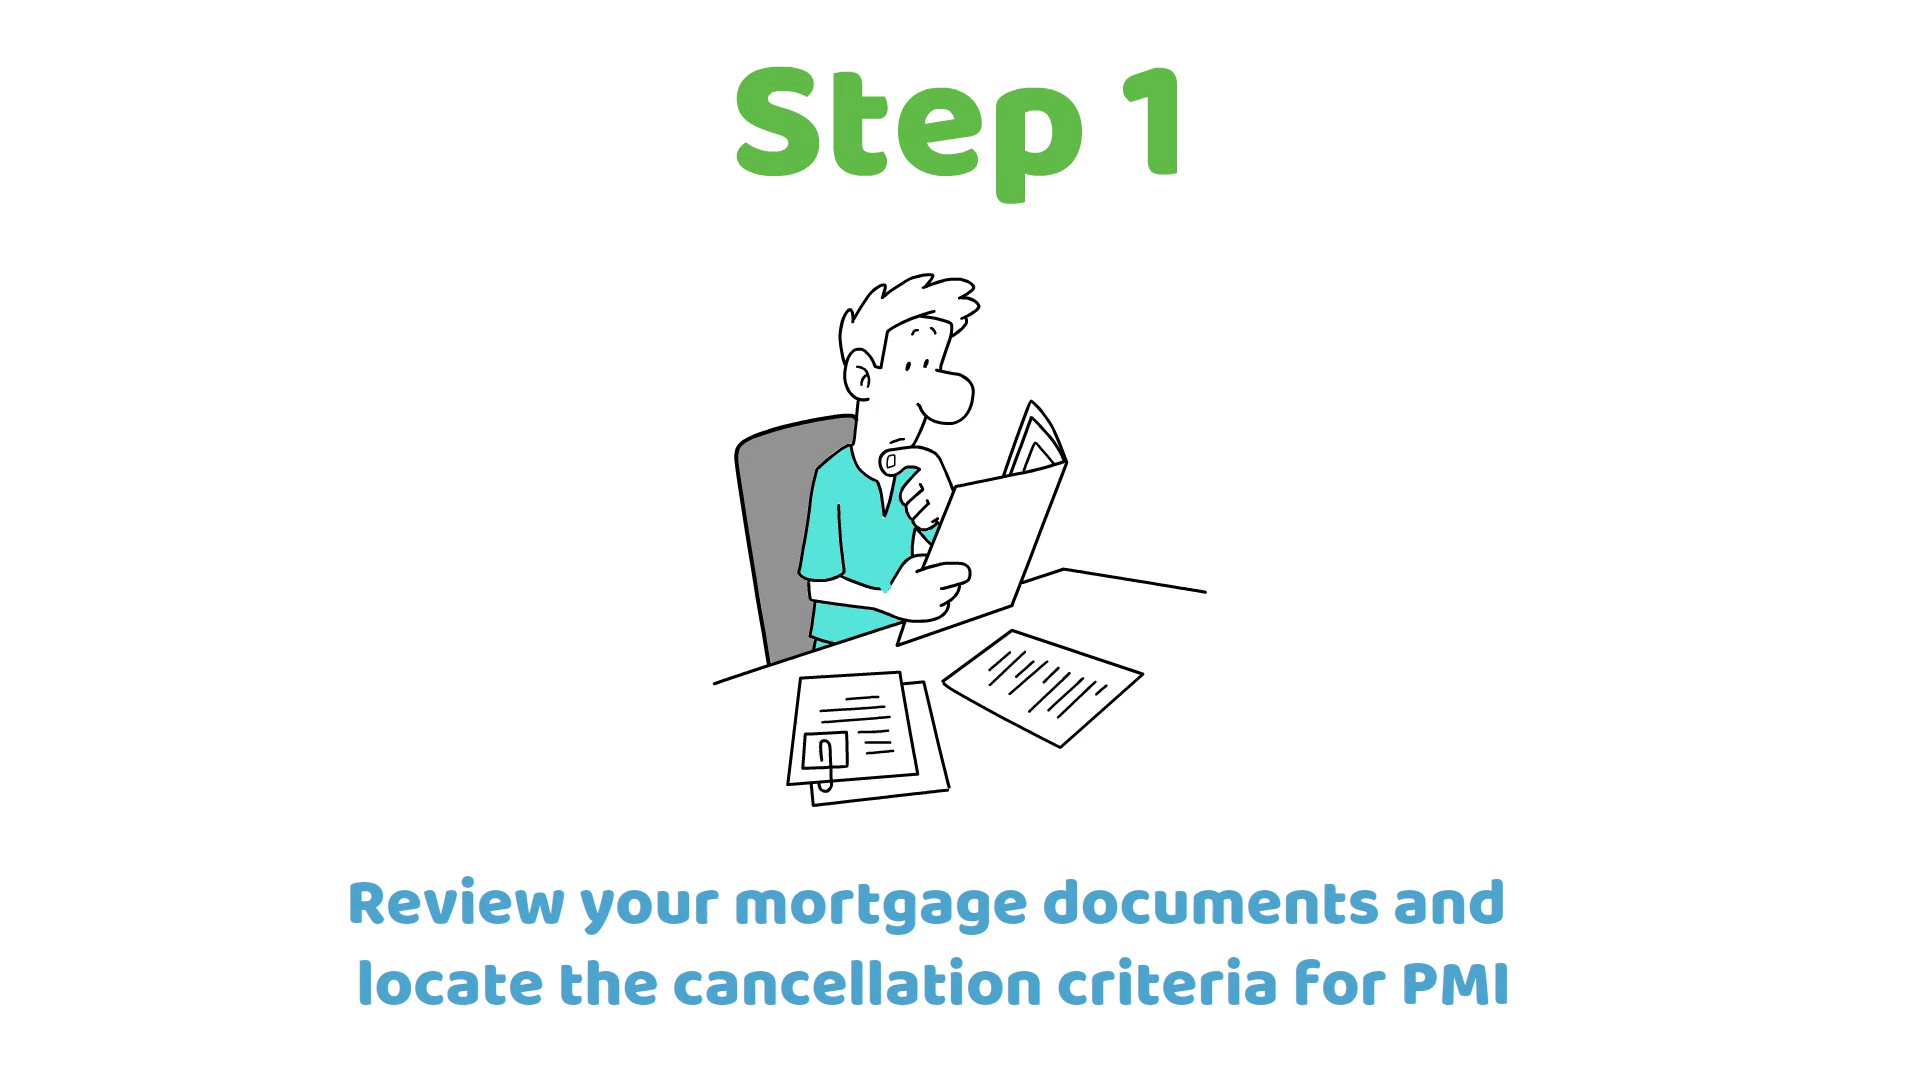 Step 1
Review your mortgage documents and
locate the cancellation criteria for PMI